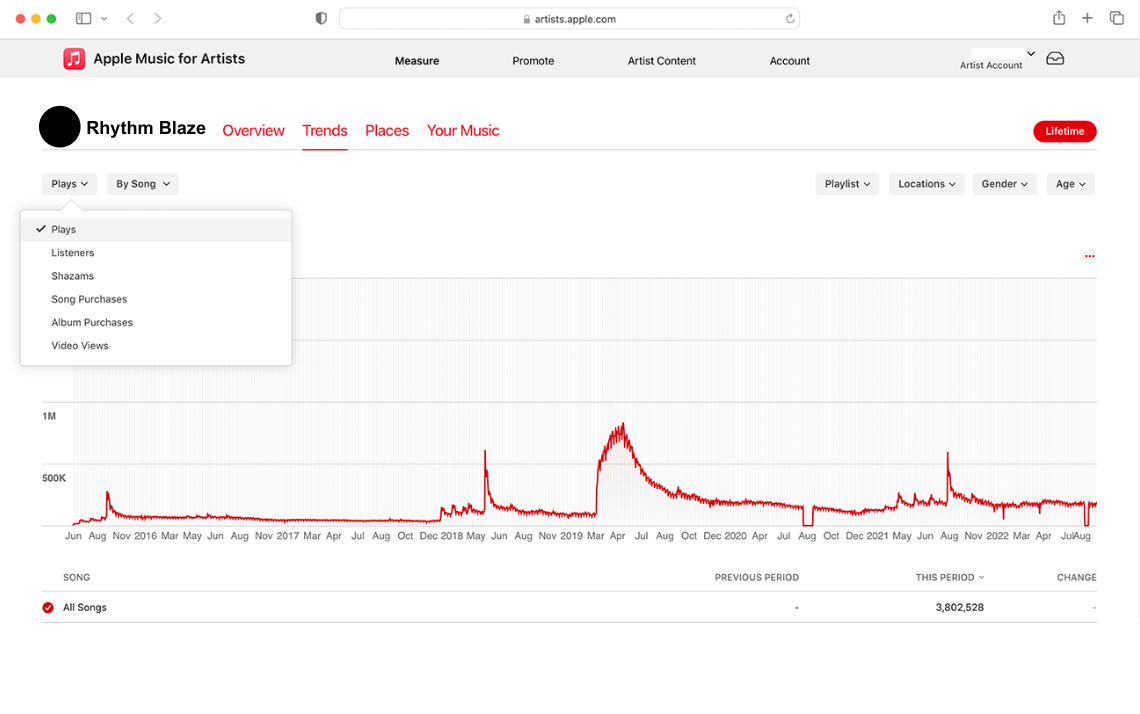 artists.apple.com
Apple Music for Artists Measure Promote Artist Content Account Artist Account
Rhythm Blaze Overview Trends Places Your Music Lifetime
Plays By Song Playlist Locations Gender Age
Plays
Listeners
Shazams
Song Purchases
Album Purchases
Video Views
1M
500K
Jun Aug Nov 2016 Mar May Jun Aug Nov 2017 Mar Apr Jul Aug Oct Dec 2018 May Jun Aug Nov 2019 Mar Apr Jul Aug Oct Dec 2020 Apr Jul Aug Oct Dec 2021 May Jun Aug Nov 2022 Mar Apr JulAug
SONG PREVIOUS PERIOD THIS PERIOD CHANGE
All Songs - 3,802,528 -